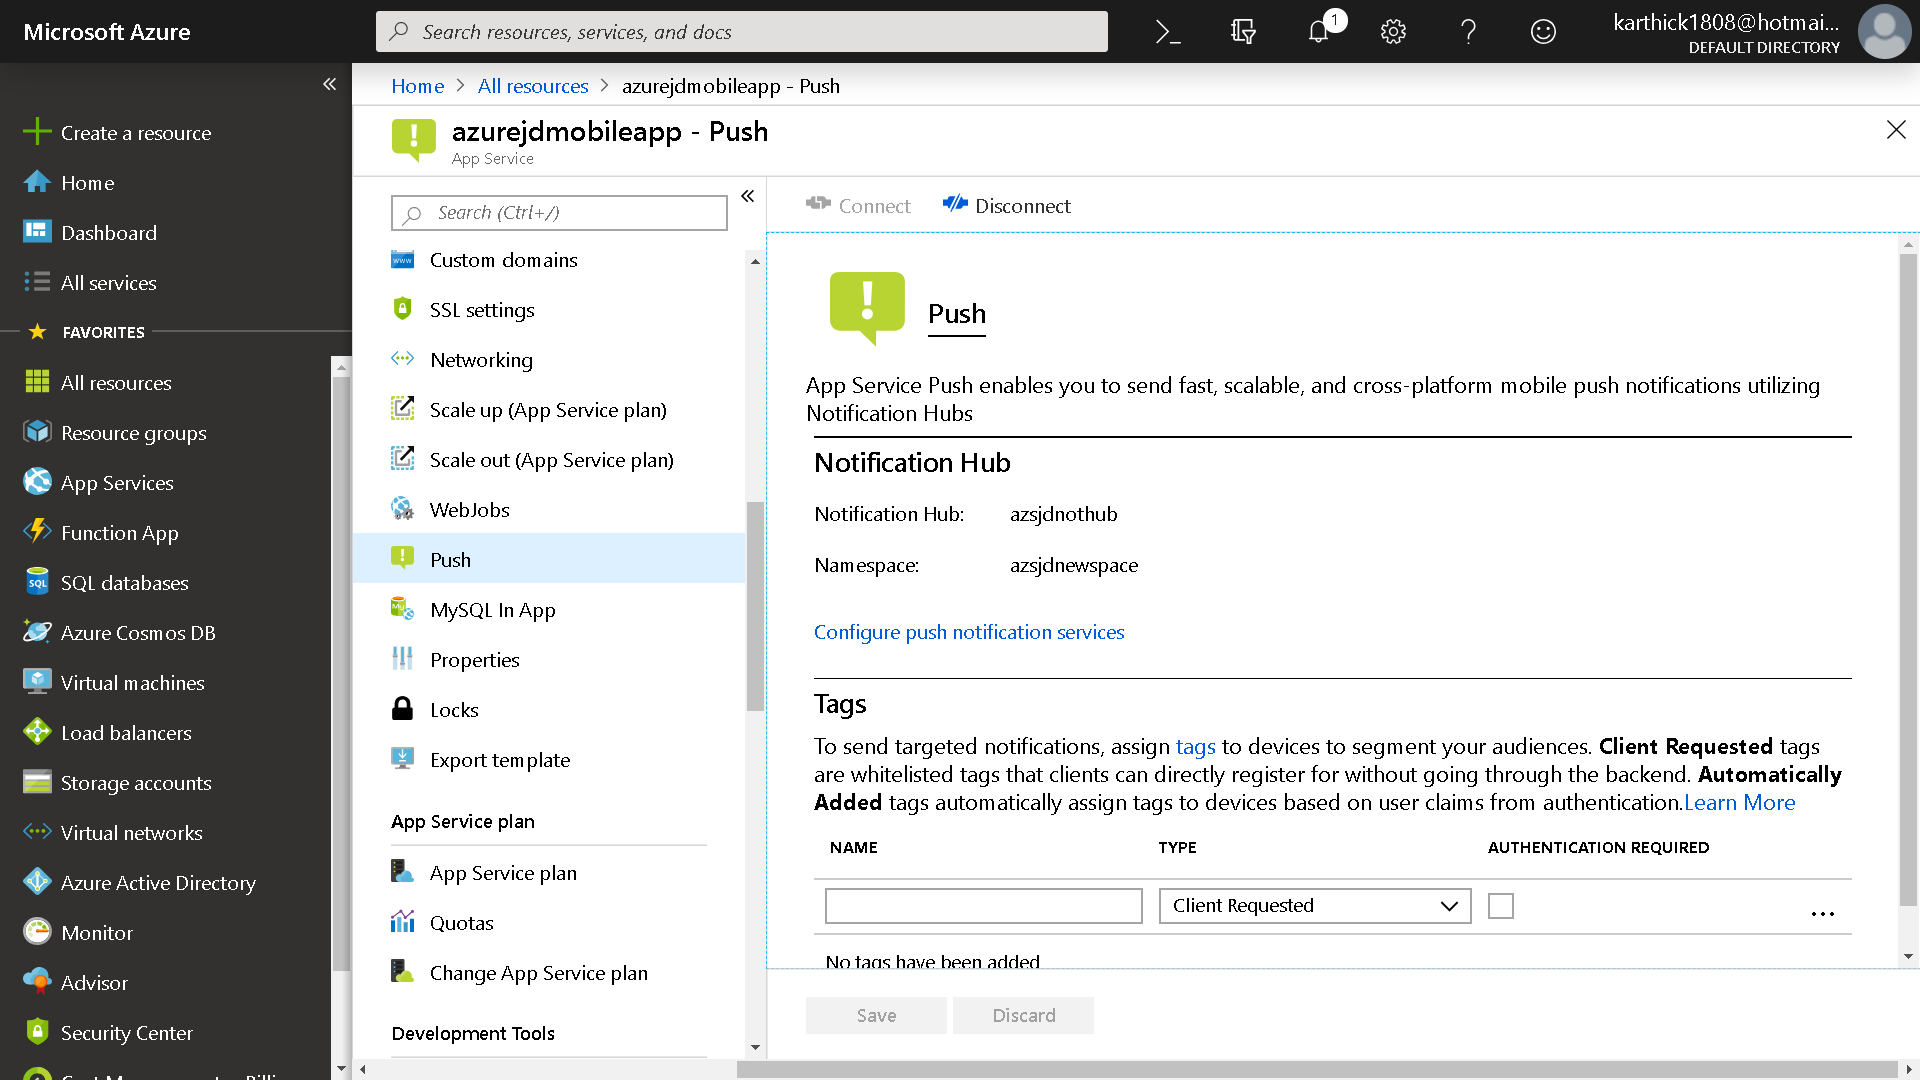 Microsoft Azure
Search resources, services, and docs
1
karthick1808@hotmai...
DEFAULT DIRECTORY
Create a resource
Home
Dashboard
All services
FAVORITES
All resources
Resource groups
App Services
Function App
SQL databases
Azure Cosmos DB
Virtual machines
Load balancers
Storage accounts
Virtual networks
Azure Active Directory
Monitor
Advisor
Security Center
Home > All resources > azurejdmobileapp - Push
azurejdmobileapp - Push
App Service
Search (Ctrl+/)
Custom domains
SSL settings
Networking
Scale up (App Service plan)
Scale out (App Service plan)
WebJobs
Push
MySQL In App
Properties
Locks
Export template
App Service plan
App Service plan
Quotas
Change App Service plan
Development Tools
Connect
Disconnect
Push
App Service Push enables you to send fast, scalable, and cross-platform mobile push notifications utilizing
Notification Hubs
Notification Hub
Notification Hub: azsjdnothub
Namespace: azsjdnewspace
Configure push notification services
Tags
To send targeted notifications, assign tags to devices to segment your audiences. Client Requested tags
are whitelisted tags that clients can directly register for without going through the backend. Automatically
Added tags automatically assign tags to devices based on user claims from authentication.Learn More
NAME TYPE AUTHENTICATION REQUIRED
Client Requested
...
No tags have been added
Save
Discard